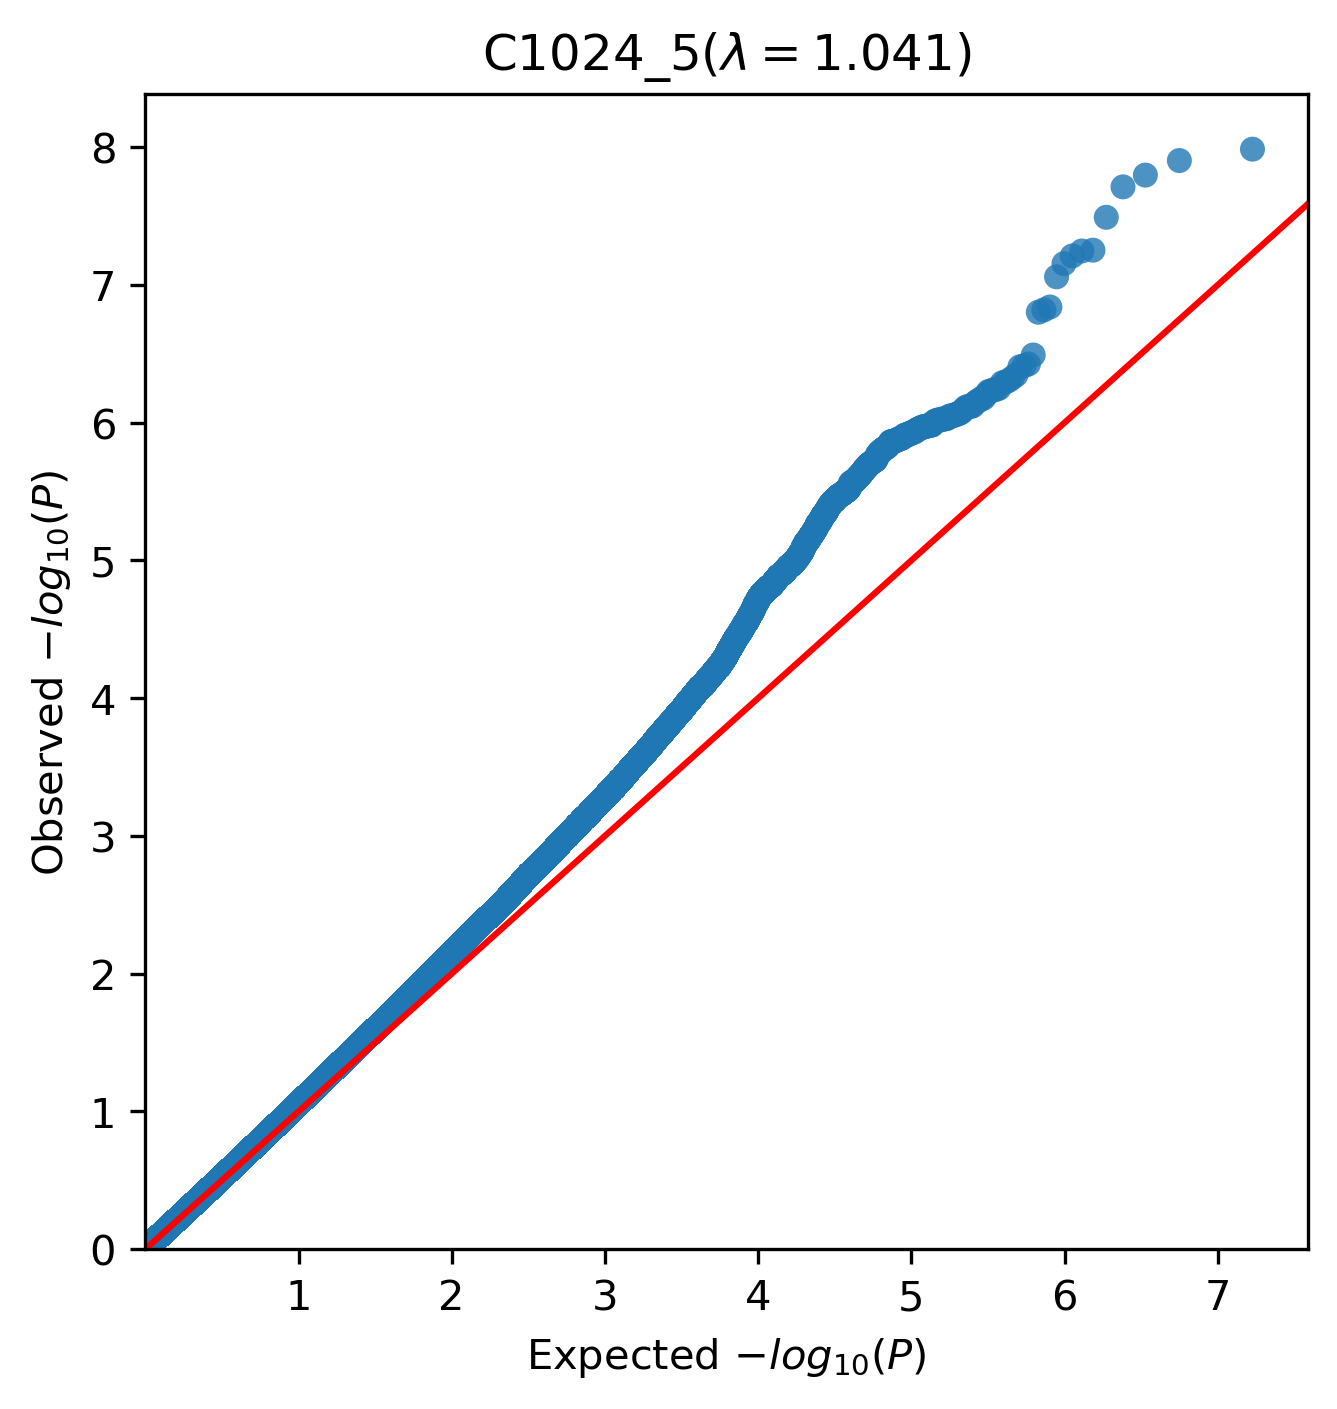 C1024_5(λ = 1.041)
Observed −log10(P)
8
7
6
5
4
3
2
1
0
1 2 3 4 5 6 7
Expected −log10(P)